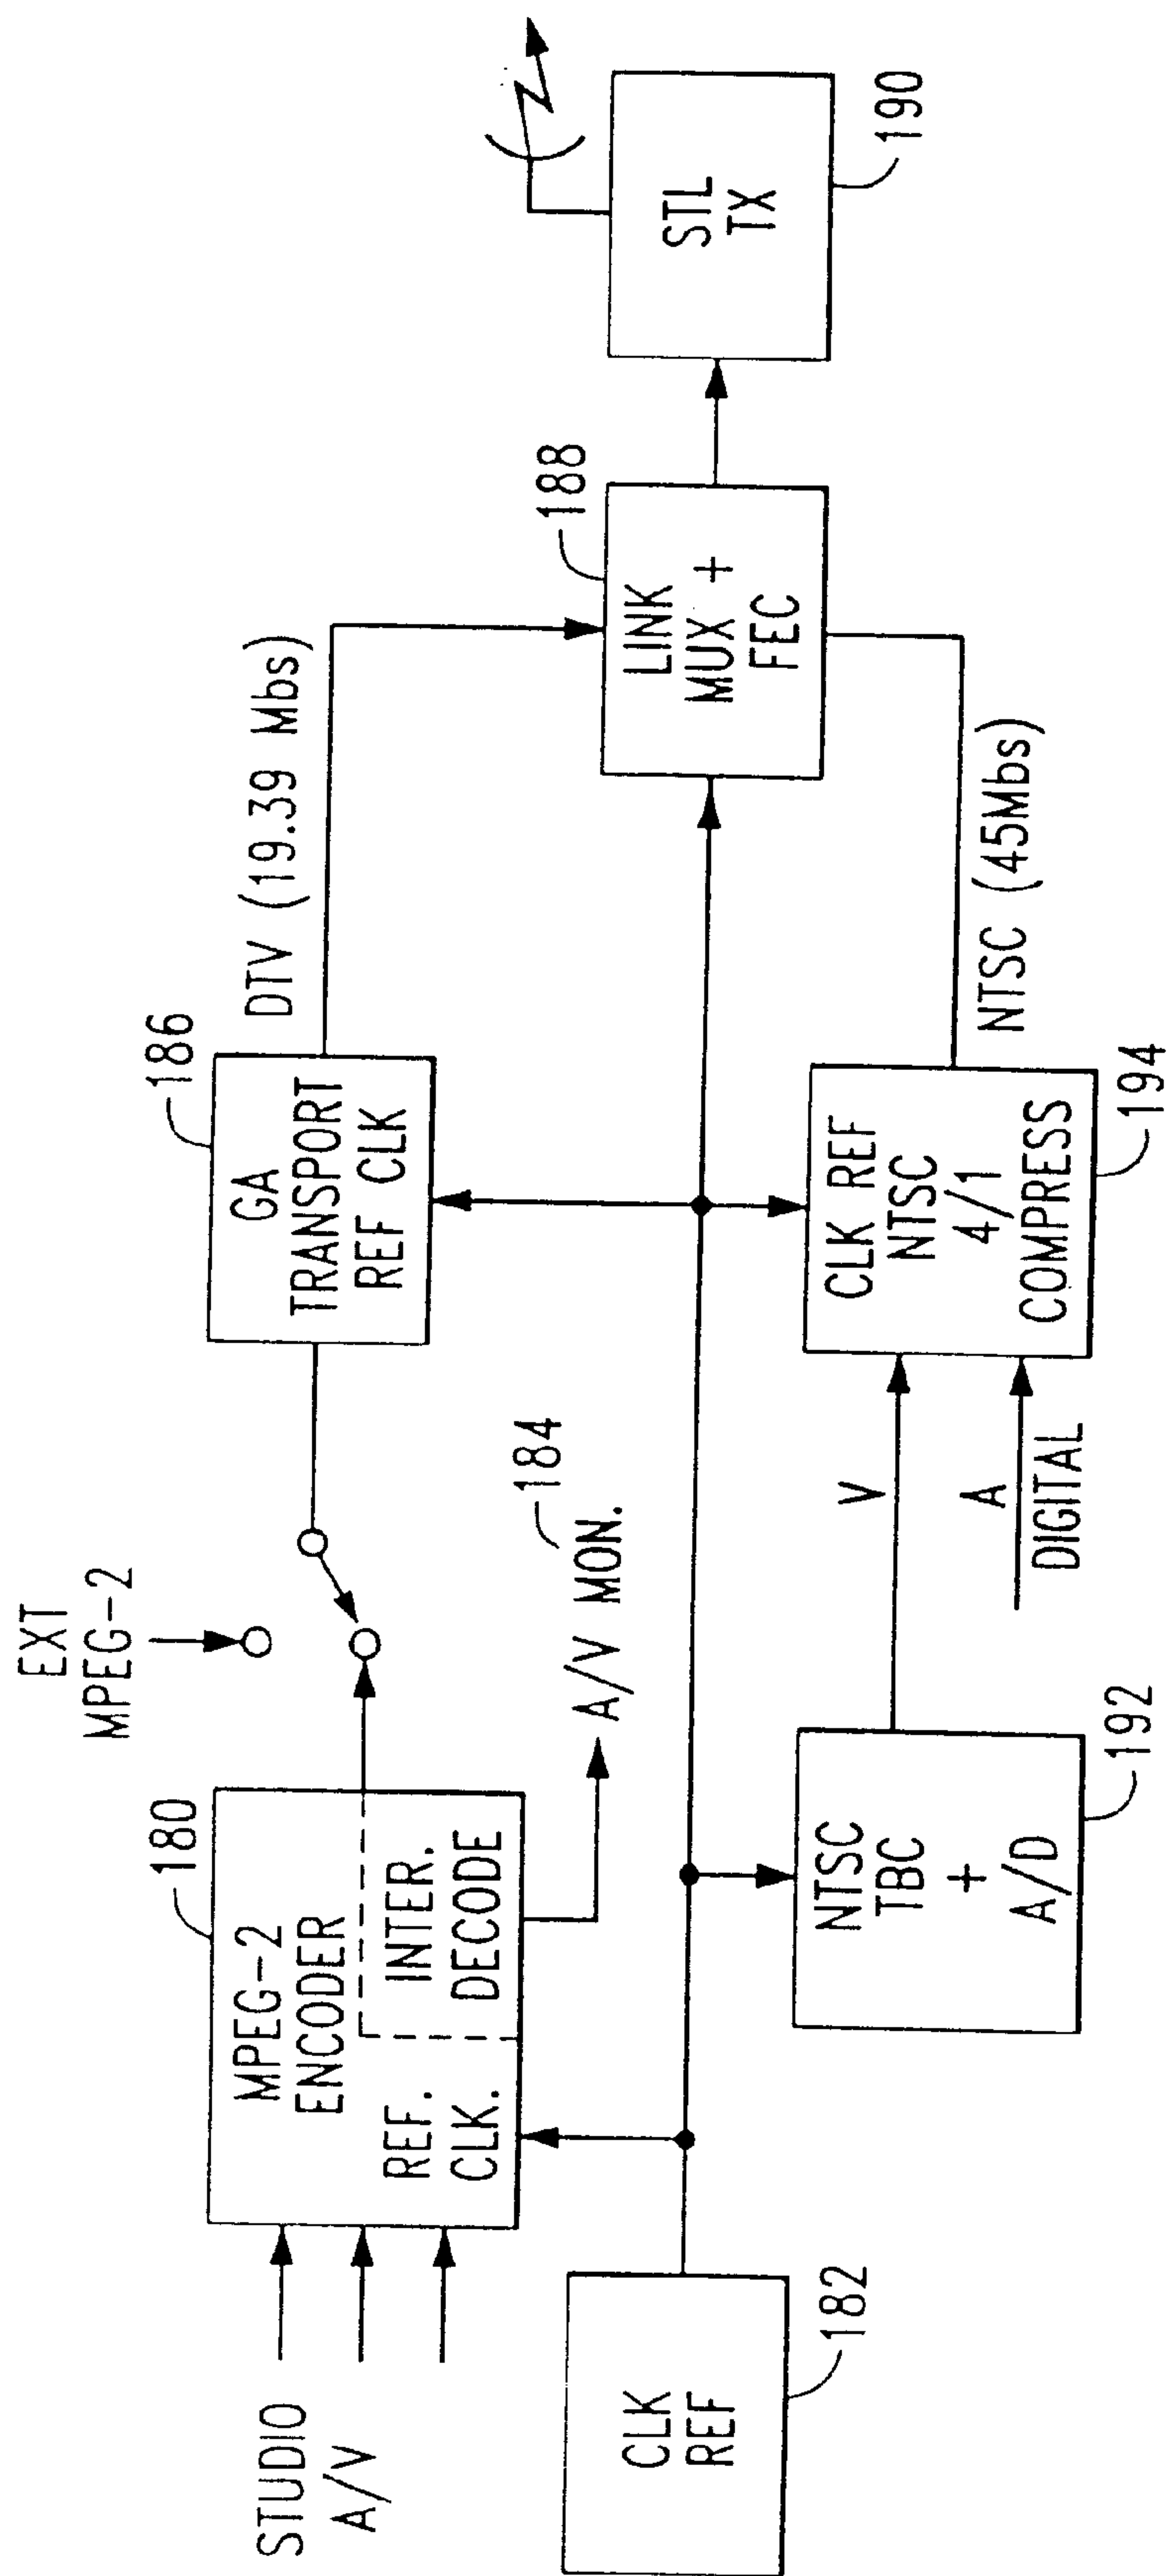 STUDIO
A/V
180
MPEG-2
ENCODER
REF.
CLK.
INTER.
DECODE
EXT
MPEG-2
A/V MON.
184
186
GA
TRANSPORT
REF CLK
DTV (19.39 Mbs)
CLK
REF
182
188
LINK
MUX +
FEC
STL
TX
190
NTSC
TBC
+
A/D
192
V
A
DIGITAL
CLK REF
NTSC
4/1
COMPRESS
194
NTSC (45Mbs)